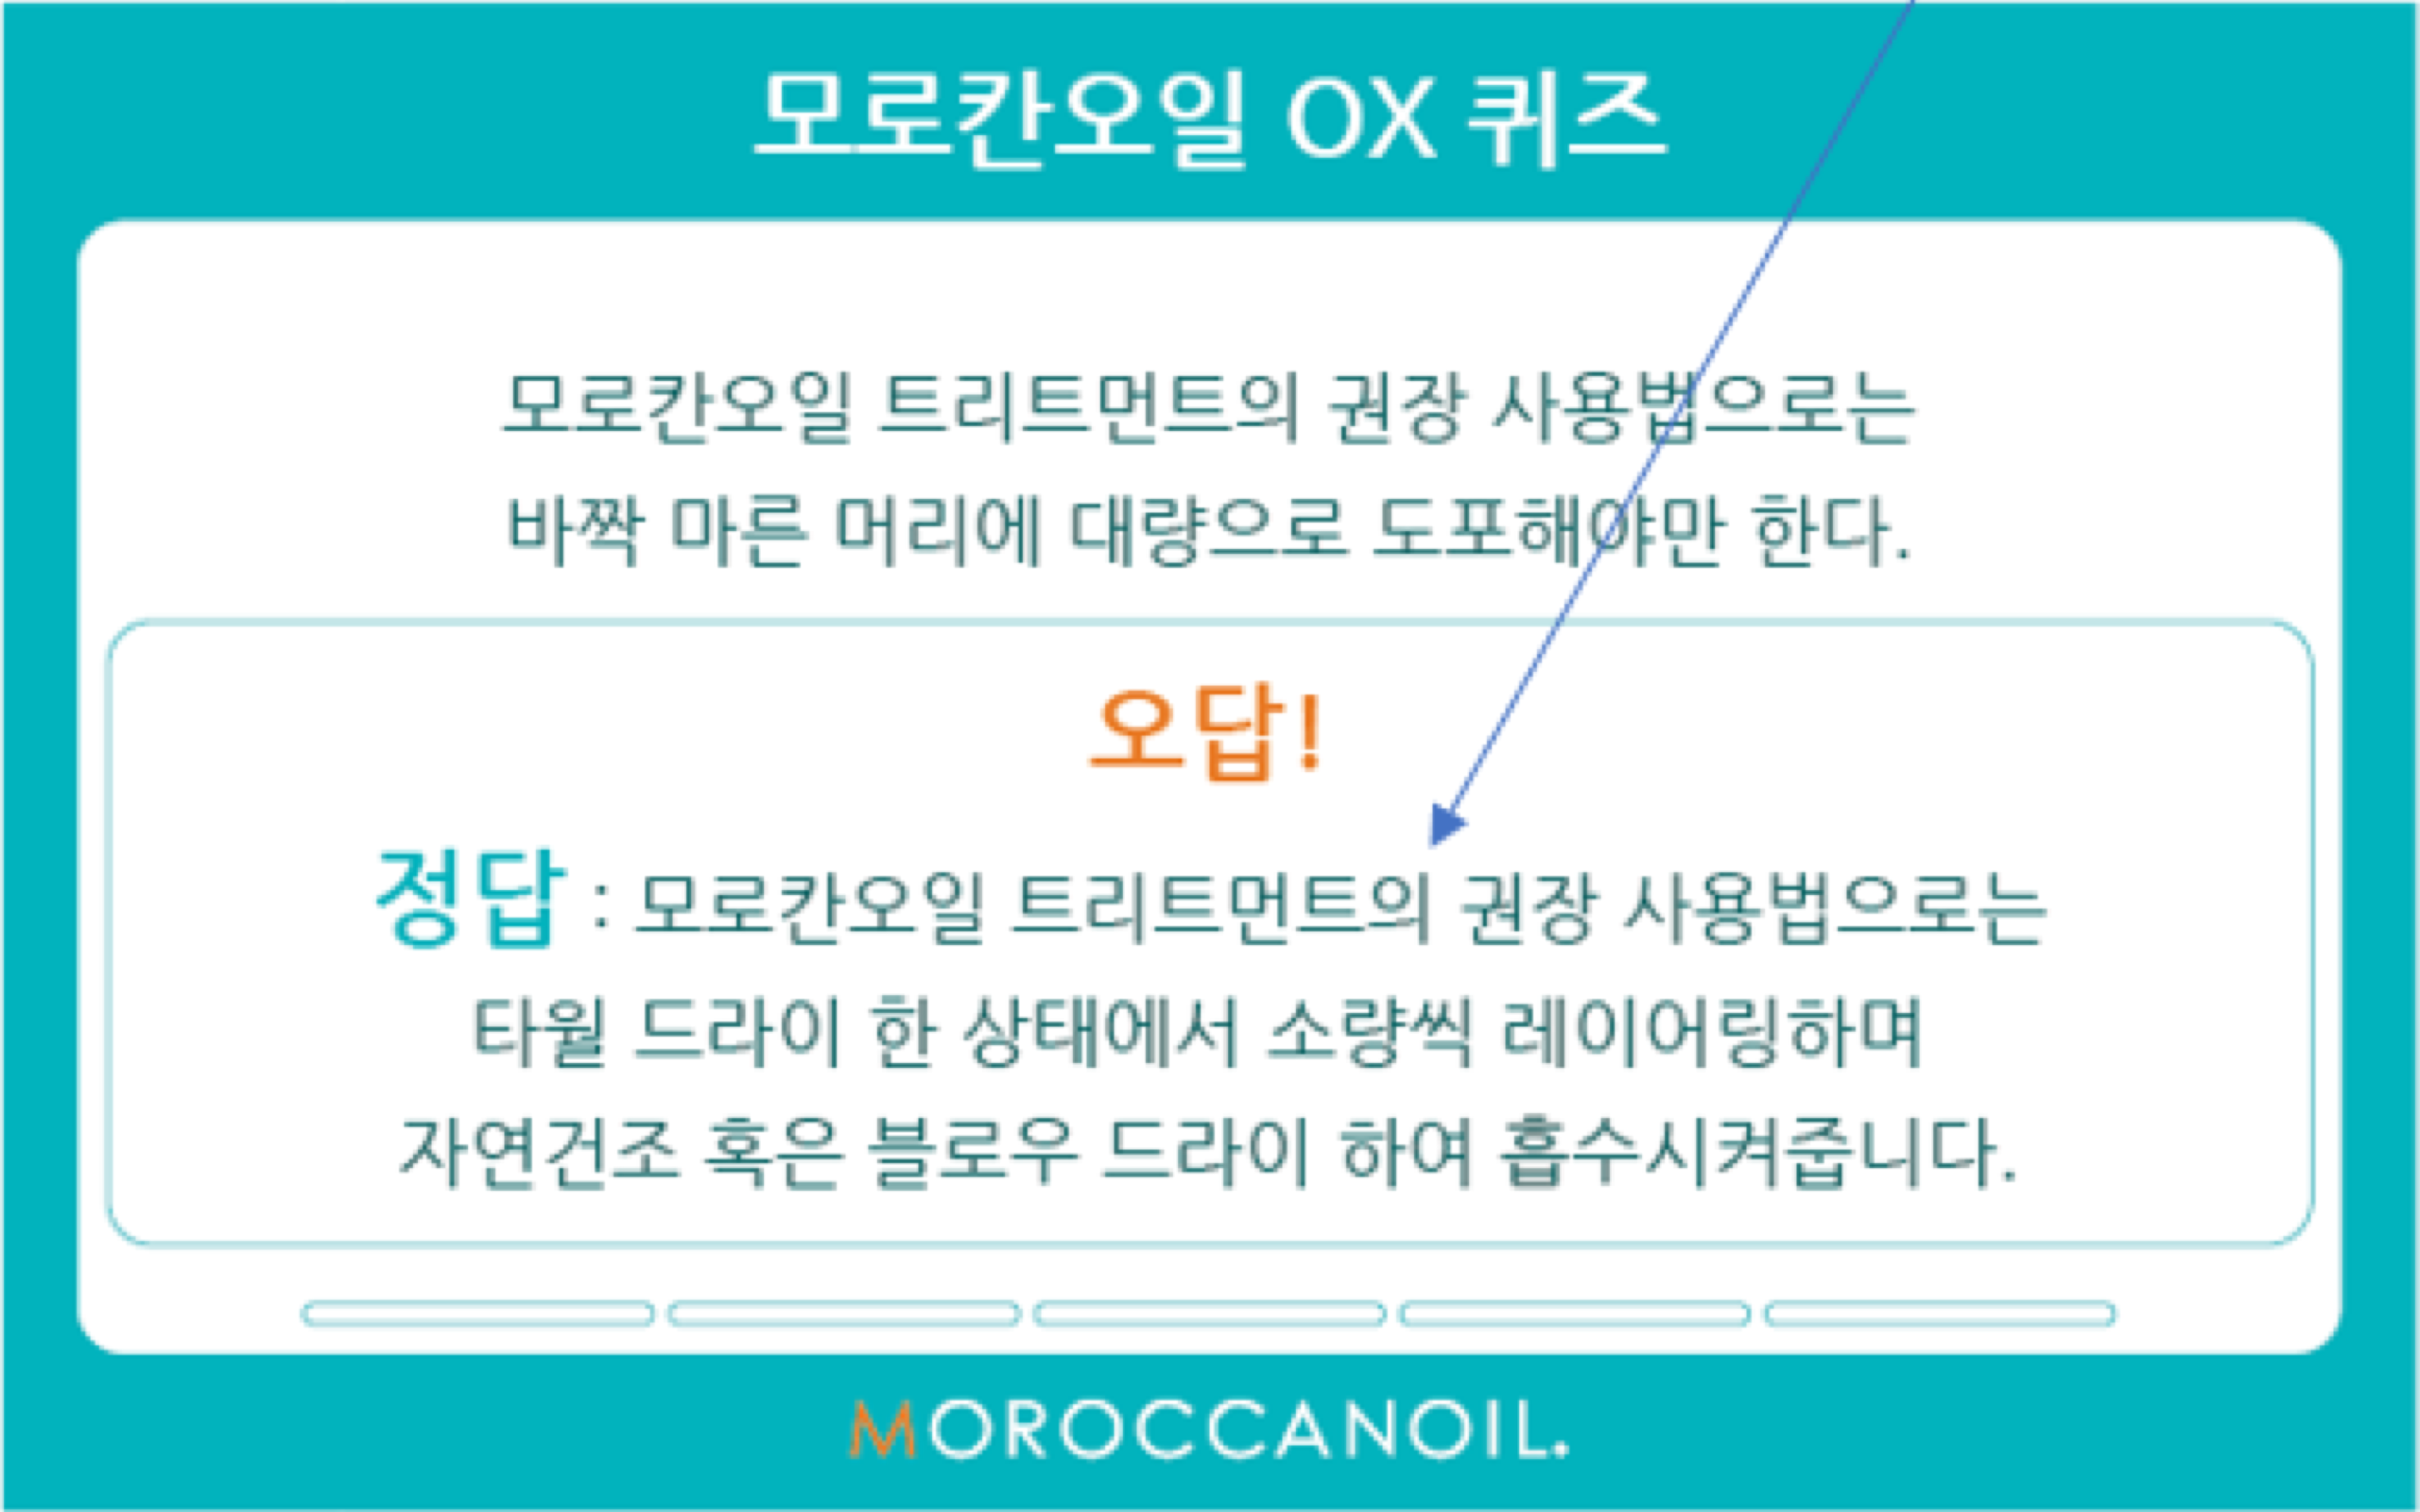 모로칸오일 OX 퀴즈
모로칸오일 트리트먼트의 권장 사용법으로는
바짝 마른 머리에 대량으로 도포해야만 한다.
오답!
정답 : 모로칸오일 트리트먼트의 권장 사용법으로는
타월 드라이 한 상태에서 소량씩 레이어링하며
자연건조 혹은 블로우 드라이 하여 흡수시켜줍니다.
MOROCCANOIL.